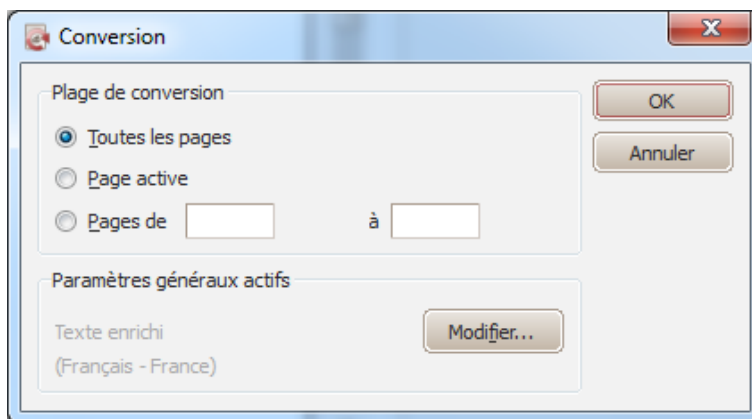 Conversion
Plage de conversion
Toutes les pages
Page active
Pages de à
OK
Annuler
Paramètres généraux actifs
Texte enrichi
(Français - France)
Modifier...